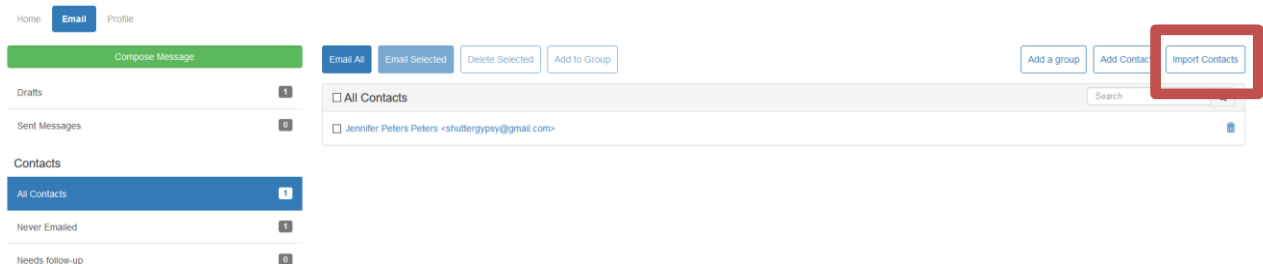 Home Email Profile
Compose Message
Email All Email Selected Delete Selected Add to Group Add a group Add Contact Import Contacts
Drafts 1
All Contacts Search
Sent Messages 0
Jennifer Peters Peters <shuttergypsy@gmail.com>
Contacts
All Contacts 1
Never Emailed 1
Needs follow-up 0